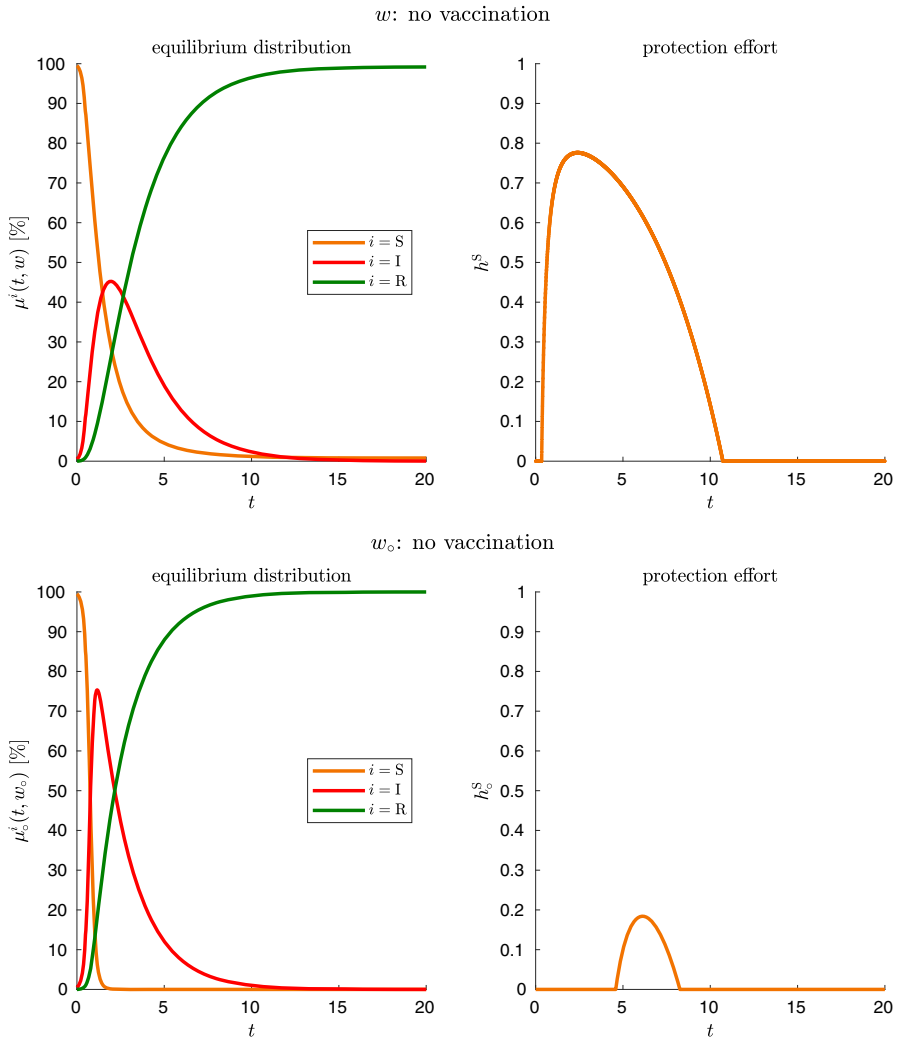 w: no vaccination
equilibrium distribution
100
90
80
70
60
50
40
30
20
10
0
μⁱ(t, w) [%]
i = S
i = I
i = R
0 5 10 15 20
t
protection effort
1
0.9
0.8
0.7
0.6
0.5
0.4
0.3
0.2
0.1
0
hˢ
0 5 10 15 20
t
w∘: no vaccination
equilibrium distribution
100
90
80
70
60
50
40
30
20
10
0
μ∘ⁱ(t, w∘) [%]
i = S
i = I
i = R
0 5 10 15 20
t
protection effort
1
0.9
0.8
0.7
0.6
0.5
0.4
0.3
0.2
0.1
0
h∘ˢ
0 5 10 15 20
t